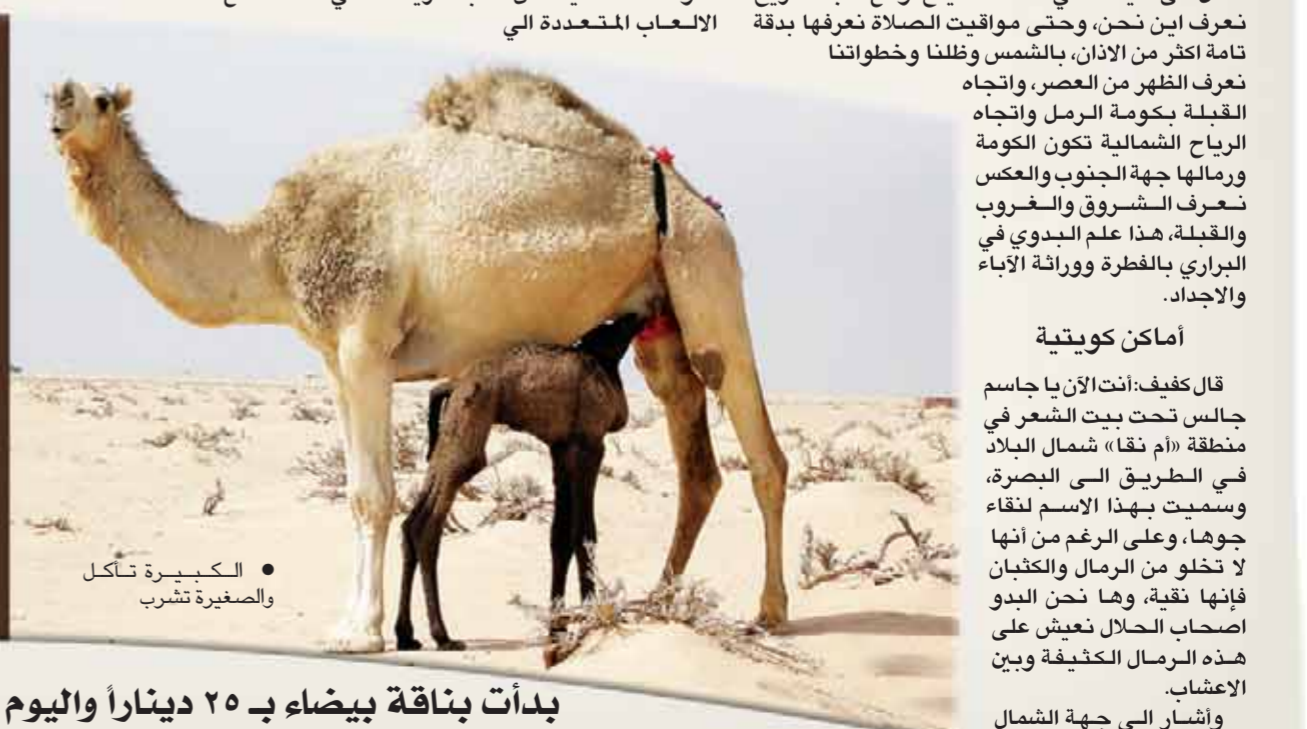 نعرف اين نحن، وحتى مواقيت الصلاة نعرفها بدقة
تامة اكثر من الاذان، بالشمس وظلنا وخطواتنا
نعرف الظهر من العصر، واتجاه
القبلة بكومة الرمل واتجاه
الرياح الشمالية تكون الكومة
ورمالها جهة الجنوب والعكس
نعرف الشروق والغروب
والقبلة، هذا علم البدوي في
البراري بالفطرة ووراثة الآباء
والاجداد.
أماكن كويتية
قال كفيف: أنت الآن يا جاسم
جالس تحت بيت الشعر في
منطقة «أم نقا» شمال البلاد
في الطريق الى البصرة،
وسميت بهذا الاسم لنقاء
جوها، وعلى الرغم من أنها
لا تخلو من الرمال والكثبان
فإنها نقية، وها نحن البدو
اصحاب الحلال نعيش على
هذه الرمال الكثيفة وبين
الاعشاب.
وأشار الى جهة الشمال
الالعاب المتعددة الي
● الكبيرة تأكل
والصغيرة تشرب
بدأت بناقة بيضاء بـ ٢٥ ديناراً واليوم